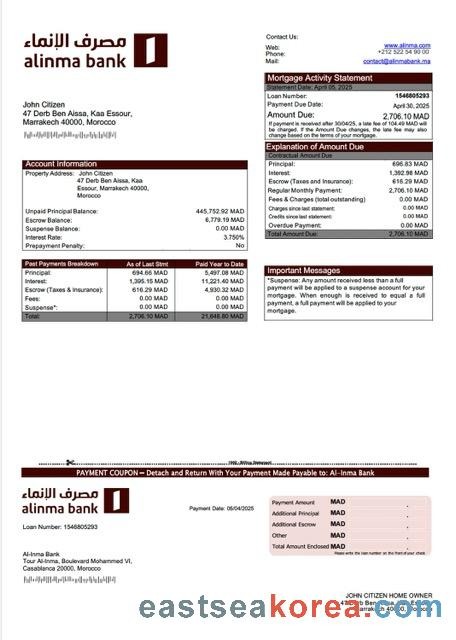 مصرف الإنماء
alinma bank
Contact Us:
Web: www.alinma.com
Phone: +212 522 54 90 00
Mail: contact@alinmabank.ma
Mortgage Activity Statement
Statement Date: April 05, 2025
Loan Number: 1546805293
Payment Due Date: April 30, 2025
Amount Due: 2,706.10 MAD
If payment is received after 30/04/25, a late fee of 104.49 MAD will
be charged. If the Amount Due changes, the late fee may also
change based on the terms of your mortgage.
John Citizen
47 Derb Ben Aissa, Kaa Essour,
Marrakech 40000, Morocco
Explanation of Amount Due
Contractual Amount Due
Principal: 696.83 MAD
Interest: 1,392.98 MAD
Escrow (Taxes and Insurance): 616.29 MAD
Regular Monthly Payment: 2,706.10 MAD
Fees & Charges (total outstanding) 0.00 MAD
Charges since last statement: 0.00 MAD
Credits since last statement: 0.00 MAD
Overdue Payment: 0.00 MAD
Total Amount Due: 2,706.10 MAD
Account Information
Property Address: John Citizen
47 Derb Ben Aissa, Kaa
Essour, Marrakech 40000,
Morocco
Unpaid Principal Balance: 445,752.92 MAD
Escrow Balance: 6,779.19 MAD
Suspense Balance: 0.00 MAD
Interest Rate: 3.750%
Prepayment Penalty: No
Past Payments Breakdown As of Last Stmt Paid Year to Date
Principal: 694.66 MAD 5,497.08 MAD
Interest: 1,395.15 MAD 11,221.40 MAD
Escrow (Taxes & Insurance): 616.29 MAD 4,930.32 MAD
Fees: 0.00 MAD 0.00 MAD
Suspense*: 0.00 MAD 0.00 MAD
Total: 2,706.10 MAD 21,648.80 MAD
Important Messages
*Suspense: Any amount received less than a full
payment will be applied to a suspense account for your
mortgage. When enough is received to equal a full
payment, a full payment will be applied to your
mortgage.
PAYMENT COUPON – Detach and Return With Your Payment Made Payable to: Al-Inma Bank
مصرف الإنماء
alinma bank
Loan Number: 1546805293
Payment Date: 05/04/2025
Payment Amount MAD
Additional Principal MAD
Additional Escrow MAD
Other MAD
Total Amount Enclosed MAD
Please write the loan number on the front of your check.
Al-Inma Bank
Tour Al-Inma, Boulevard Mohammed VI,
Casablanca 20000, Morocco
JOHN CITIZEN HOME OWNER
47 Derb Ben Aissa, Kaa Essour,
40000, Morocco
eastseakorea.com